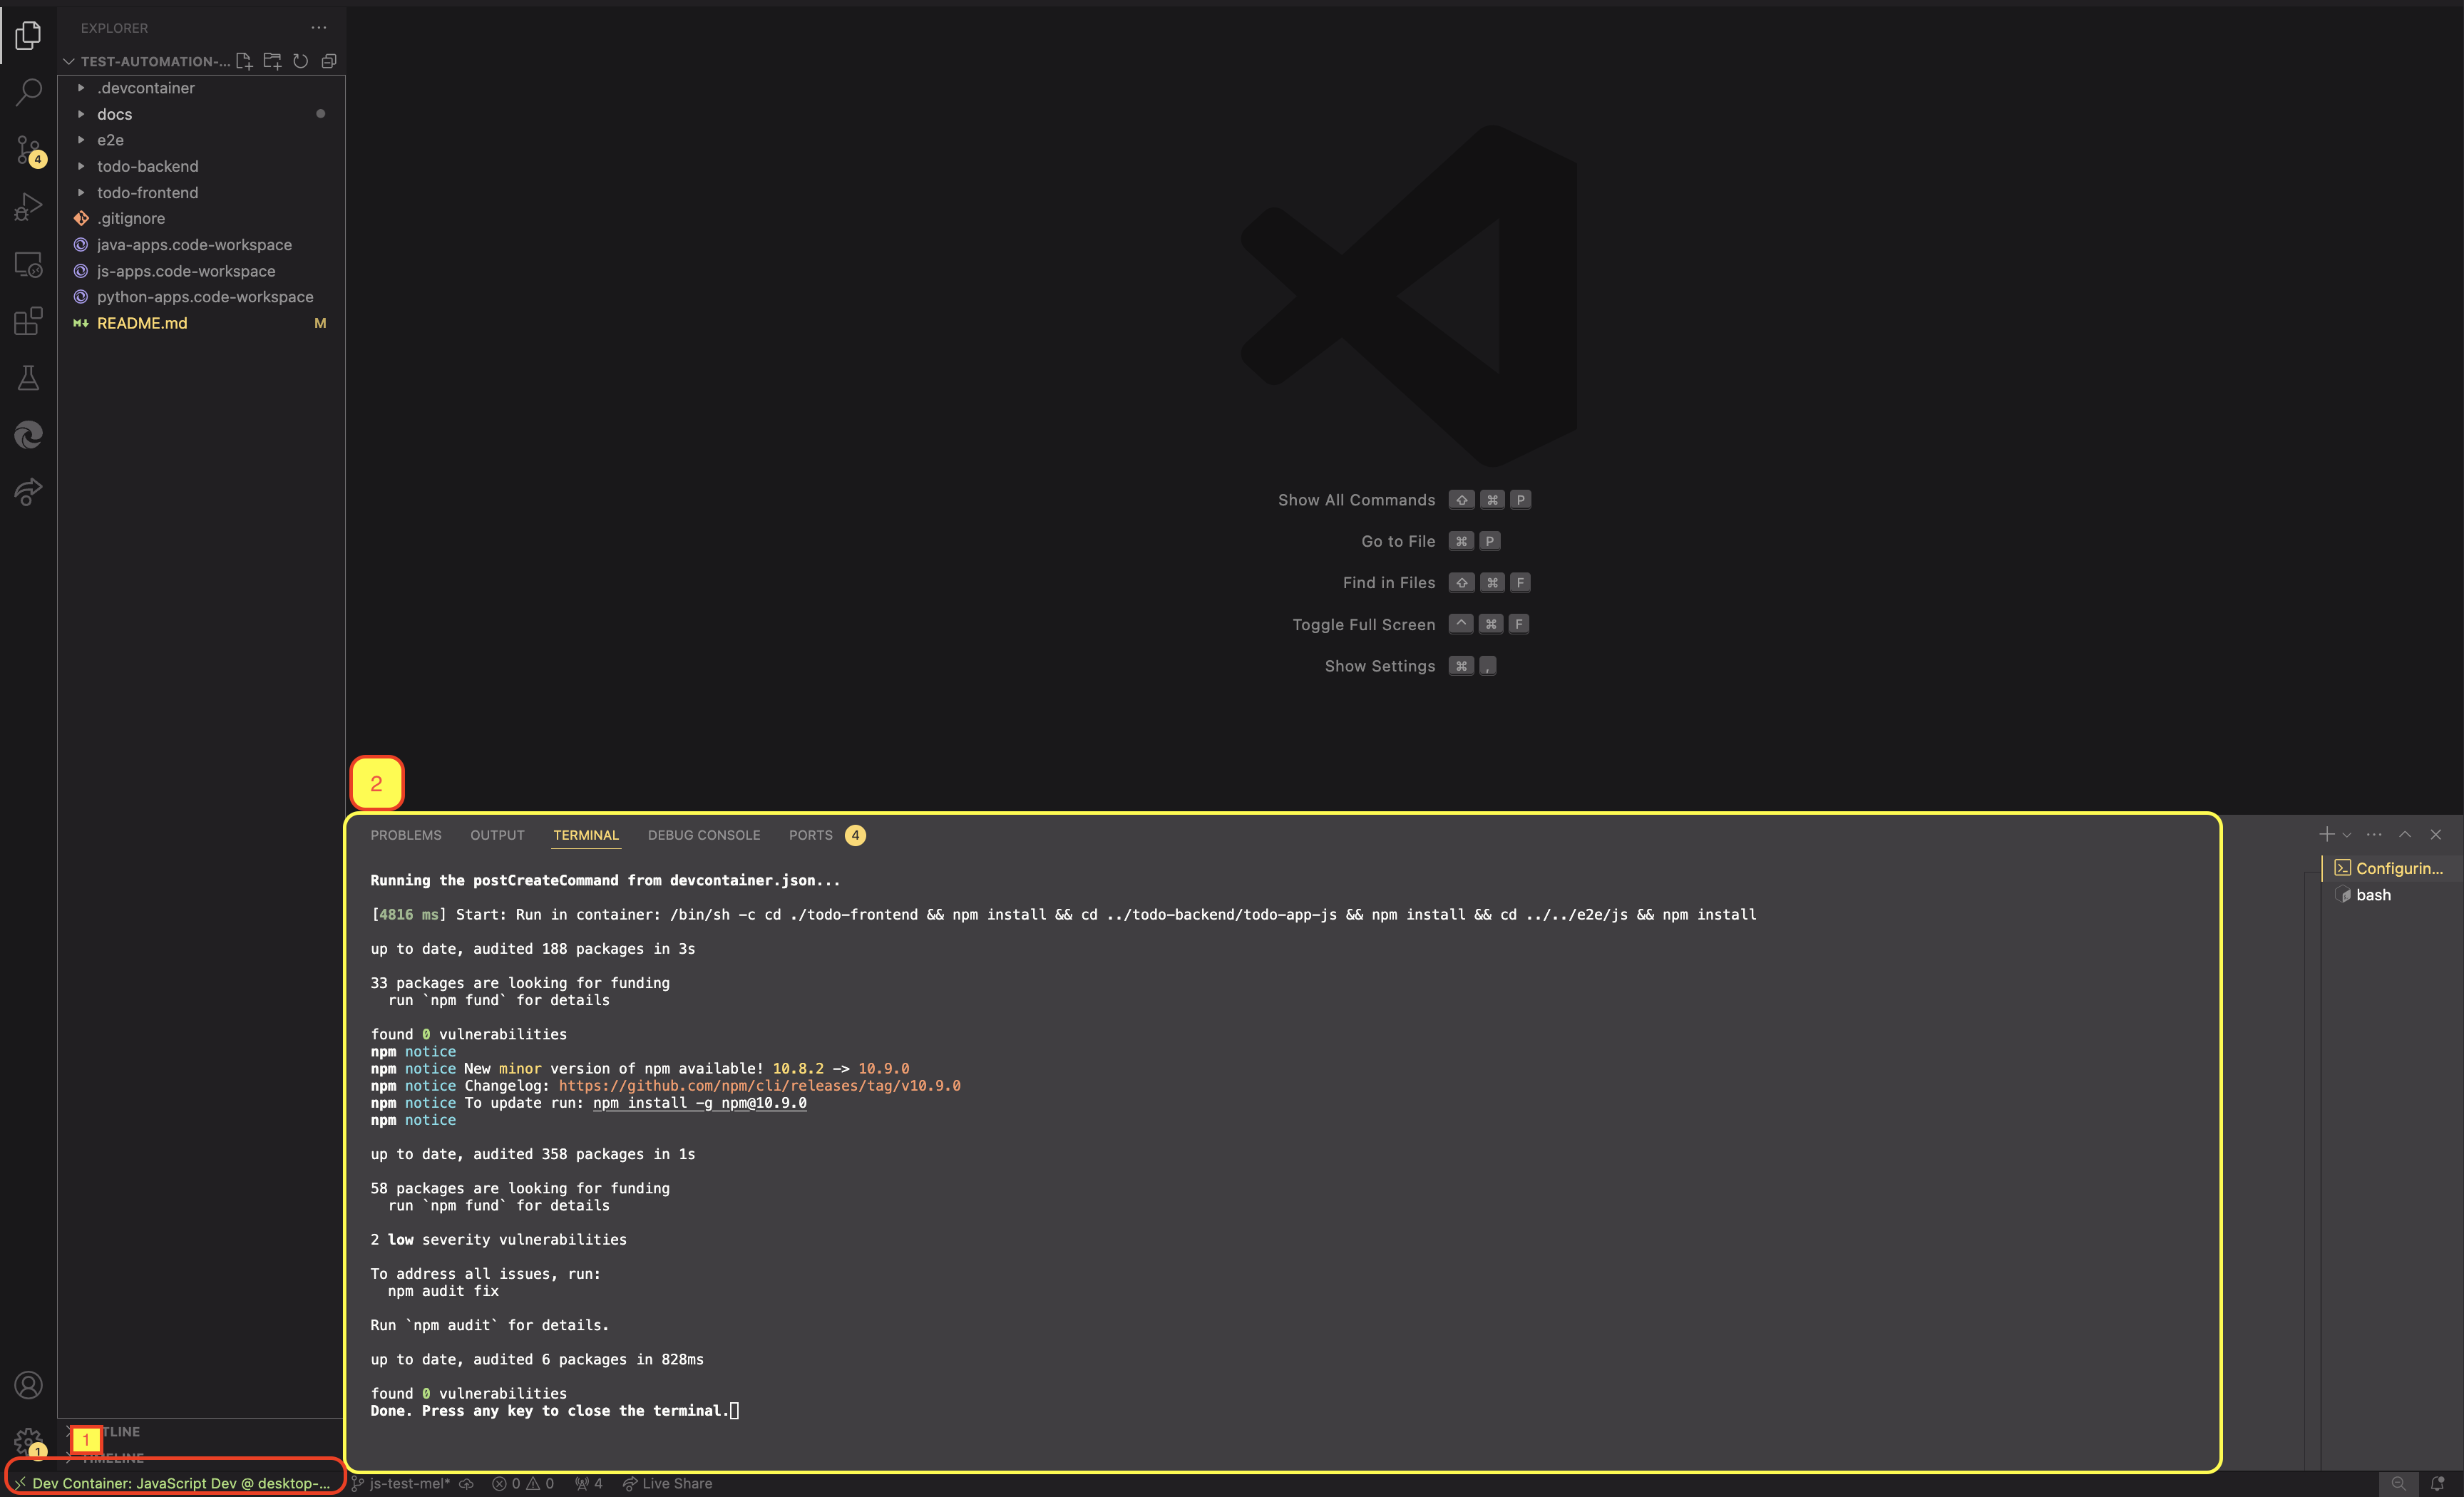 EXPLORER
TEST-AUTOMATION-...
.devcontainer
docs
e2e
todo-backend
todo-frontend
.gitignore
java-apps.code-workspace
js-apps.code-workspace
python-apps.code-workspace
README.md M
4
Show All Commands ⇧ ⌘ P
Go to File ⌘ P
Find in Files ⇧ ⌘ F
Toggle Full Screen ^ ⌘ F
Show Settings ⌘ ,
2
PROBLEMS OUTPUT TERMINAL DEBUG CONSOLE PORTS 4
Running the postCreateCommand from devcontainer.json...
[4816 ms] Start: Run in container: /bin/sh -c cd ./todo-frontend && npm install && cd ../todo-backend/todo-app-js && npm install && cd ../../e2e/js && npm install
up to date, audited 188 packages in 3s
33 packages are looking for funding
run `npm fund` for details
found 0 vulnerabilities
npm notice
npm notice New minor version of npm available! 10.8.2 -> 10.9.0
npm notice Changelog: https://github.com/npm/cli/releases/tag/v10.9.0
npm notice To update run: npm install -g npm@10.9.0
npm notice
up to date, audited 358 packages in 1s
58 packages are looking for funding
run `npm fund` for details
2 low severity vulnerabilities
To address all issues, run:
npm audit fix
Run `npm audit` for details.
up to date, audited 6 packages in 828ms
found 0 vulnerabilities
Done. Press any key to close the terminal.
Configurin...
bash
1
TLINE
1
Dev Container: JavaScript Dev @ desktop-... js-test-mel* 0 0 4 Live Share